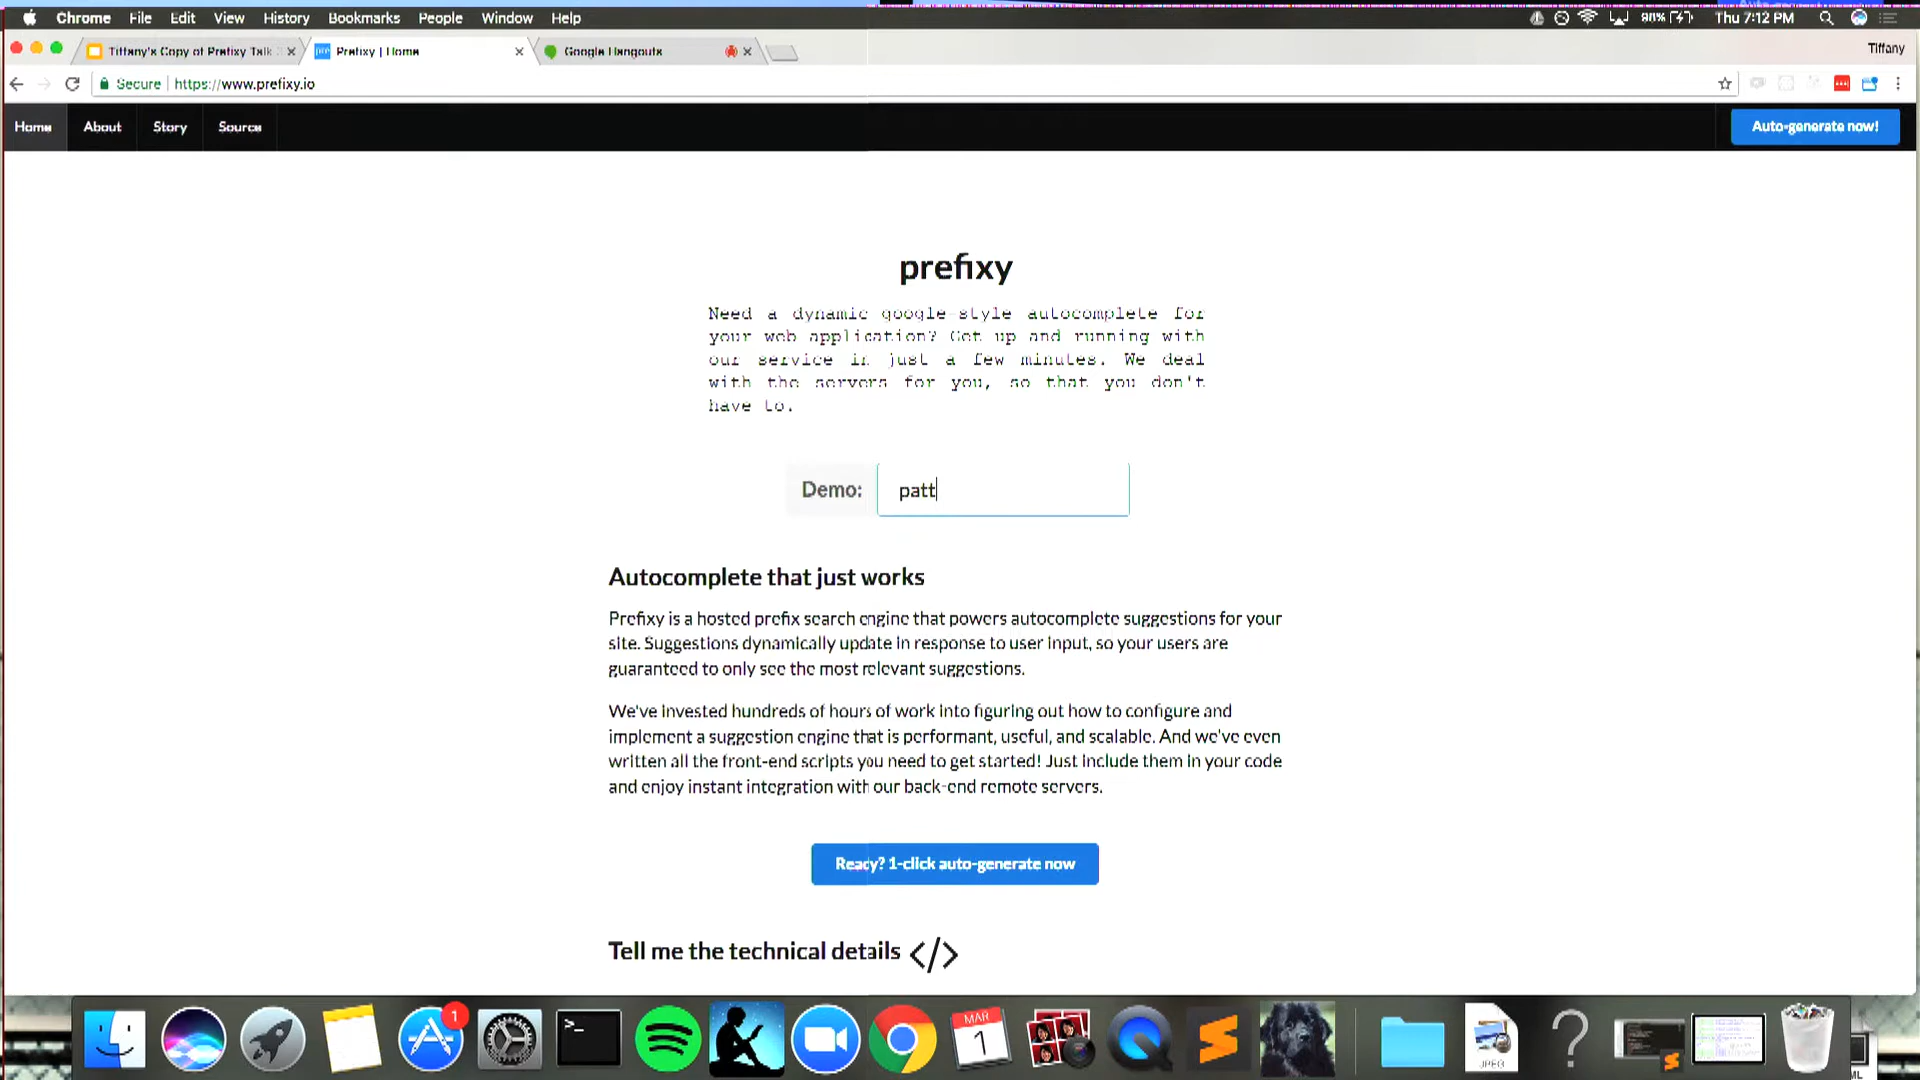 Chrome File Edit View History Bookmarks People Window Help
98% Thu 7:12 PM
Tiffany's Copy of Prefixy Talk
Prefixy | Home
Google Hangouts
Tiffany
Secure https://www.prefixy.io
Home About Story Source
Auto-generate now!
prefixy
Need a dynamic google-style autocomplete for
your web application? Get up and running with
our service in just a few minutes. We deal
with the servers for you, so that you don't
have to.
Demo: patt
Autocomplete that just works
Prefixy is a hosted prefix search engine that powers autocomplete suggestions for your
site. Suggestions dynamically update in response to user input, so your users are
guaranteed to only see the most relevant suggestions.
We've invested hundreds of hours of work into figuring out how to configure and
implement a suggestion engine that is performant, useful, and scalable. And we've even
written all the front-end scripts you need to get started! Just include them in your code
and enjoy instant integration with our back-end remote servers.
Ready? 1-click auto-generate now
Tell me the technical details </>
1
>_
MAR
1
JPEG
?